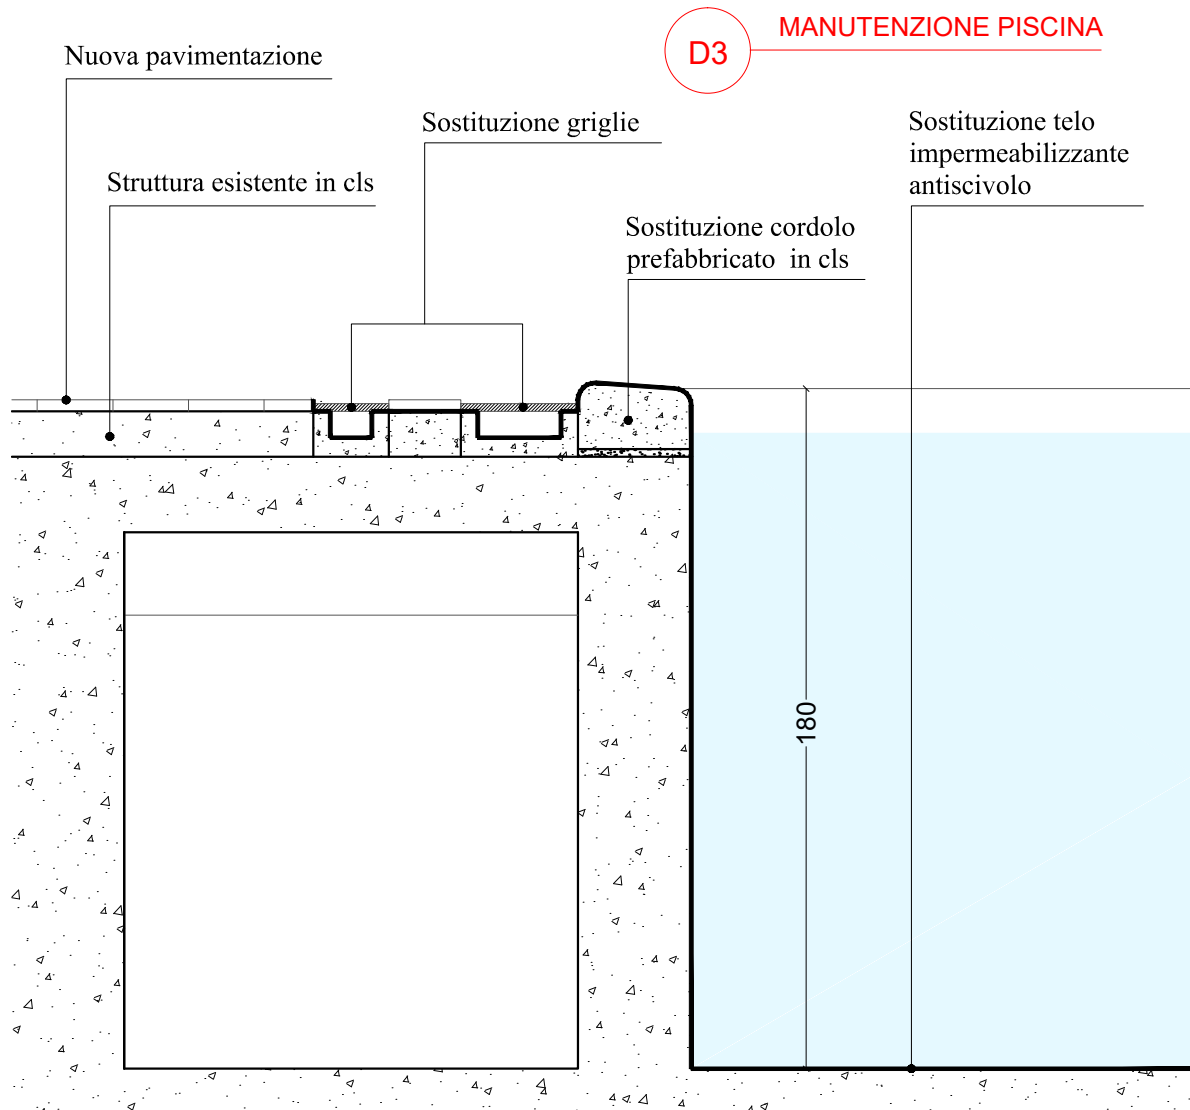 MANUTENZIONE PISCINA
D3
Nuova pavimentazione
Sostituzione griglie
Sostituzione telo
impermeabilizzante
antiscivolo
Struttura esistente in cls
Sostituzione cordolo
prefabbricato in cls
180